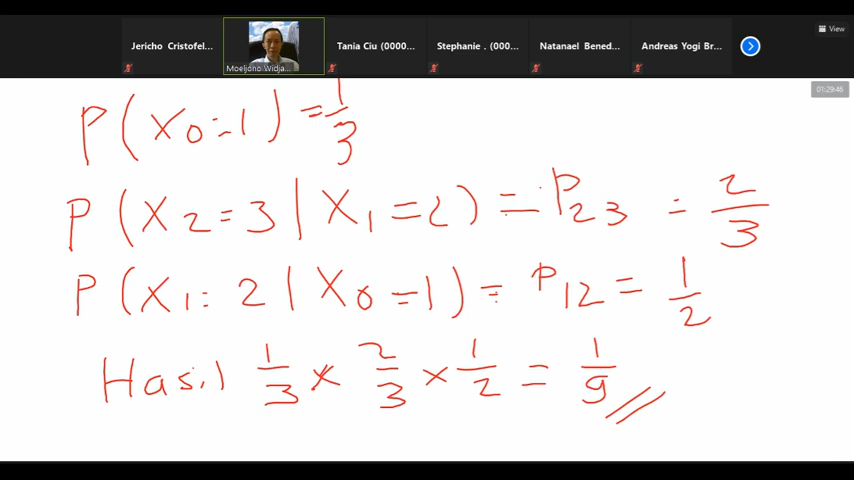 View
Jericho Cristofel...
Moeljono Widja...
Tania Ciu (0000...
Stephanie . (000...
Natanael Bened...
Andreas Yogi Br...
01:29:46
P(X0=1) = 1/3
P(X2=3|X1=2) = P23 = 2/3
P(X1=2|X0=1) = P12 = 1/2
Hasil 1/3 × 2/3 × 1/2 = 1/9